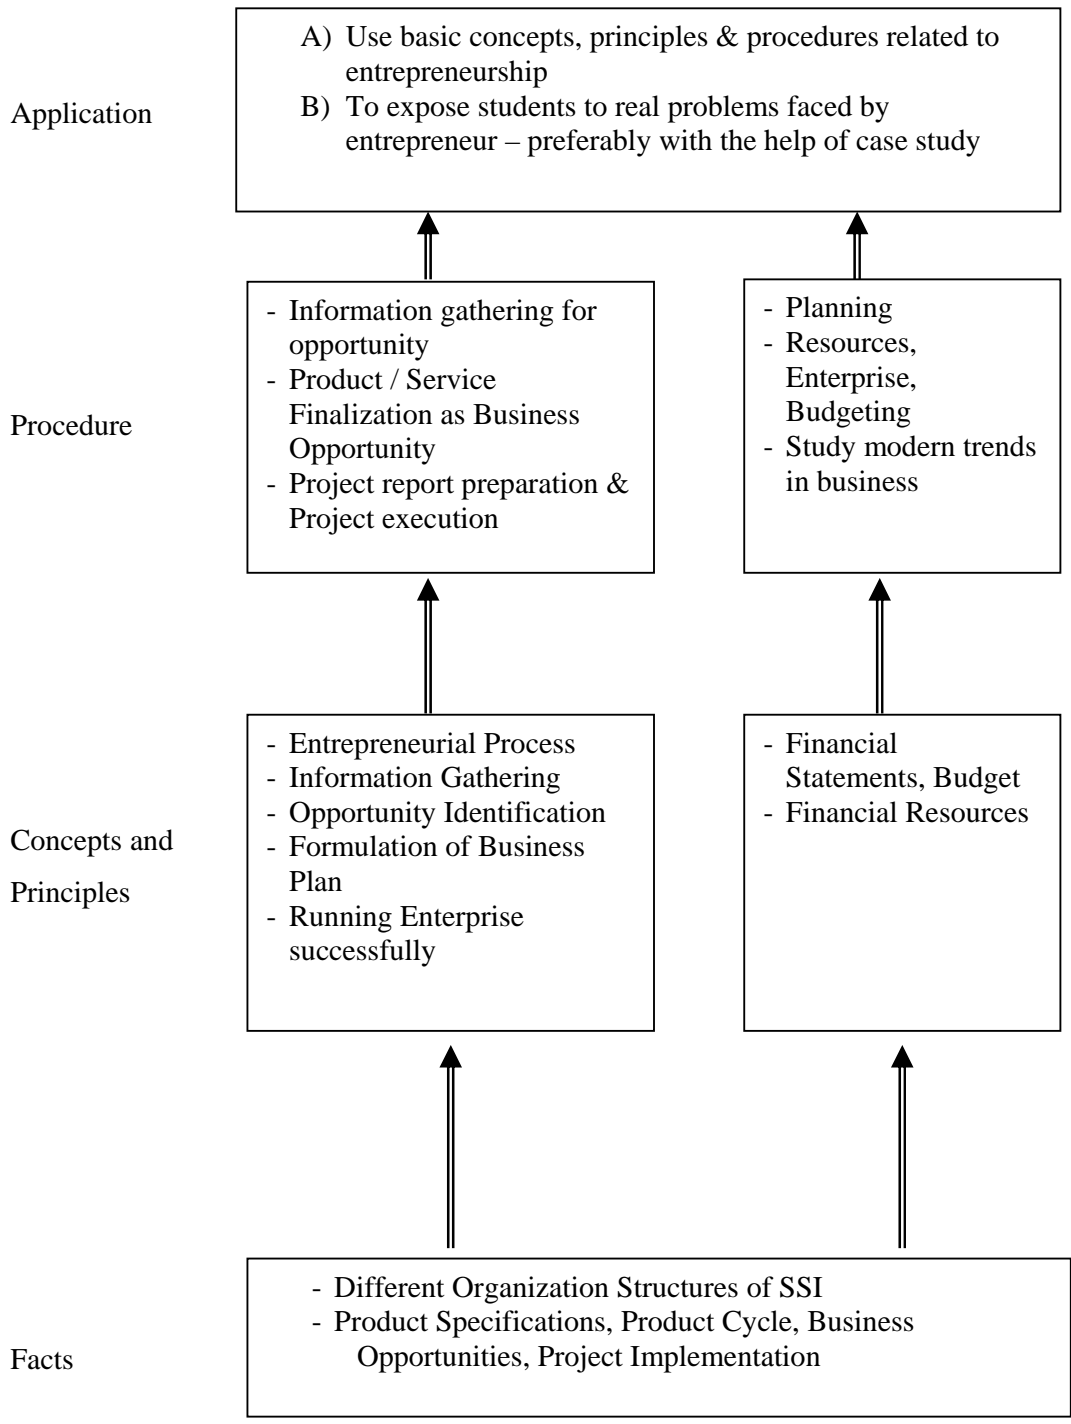 A) Use basic concepts, principles & procedures related to
entrepreneurship
B) To expose students to real problems faced by
entrepreneur – preferably with the help of case study
Application
- Information gathering for
opportunity
- Product / Service
Finalization as Business
Opportunity
- Project report preparation &
Project execution
- Planning
- Resources,
Enterprise,
Budgeting
- Study modern trends
in business
Procedure
- Entrepreneurial Process
- Information Gathering
- Opportunity Identification
- Formulation of Business
Plan
- Running Enterprise
successfully
- Financial
Statements, Budget
- Financial Resources
Concepts and
Principles
- Different Organization Structures of SSI
- Product Specifications, Product Cycle, Business
Opportunities, Project Implementation
Facts